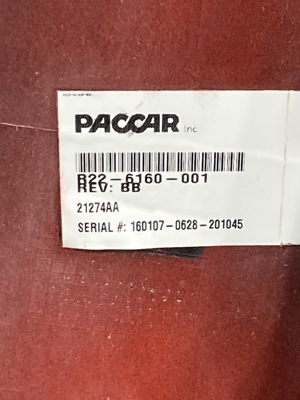 PACCAR Inc
R22-6160-001
REV: BB
21274AA
SERIAL #: 160107-0628-201045